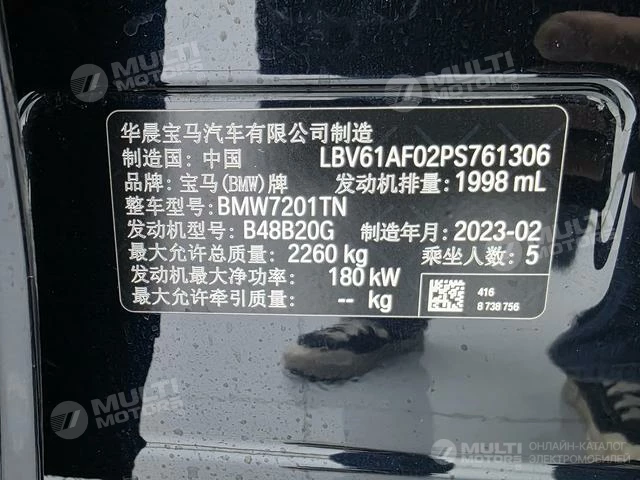 华晨宝马汽车有限公司制造
制造国: 中国 LBV61AF02PS761306
品牌: 宝马(BMW)牌 发动机排量: 1998 mL
整车型号: BMW7201TN
发动机型号: B48B20G 制造年月: 2023-02
最大允许总质量: 2260 kg 乘坐人数: 5
发动机最大净功率: 180 kW
最大允许牵引质量: -- kg
416
8 738 756
MULTI MOTORS
MULTI MOTORS
MULTI MOTORS
MULTI MOTORS
MULTI MOTORS
MULTI MOTORS ОНЛАЙН-КАТАЛОГ ЭЛЕКТРОМОБИЛЕЙ